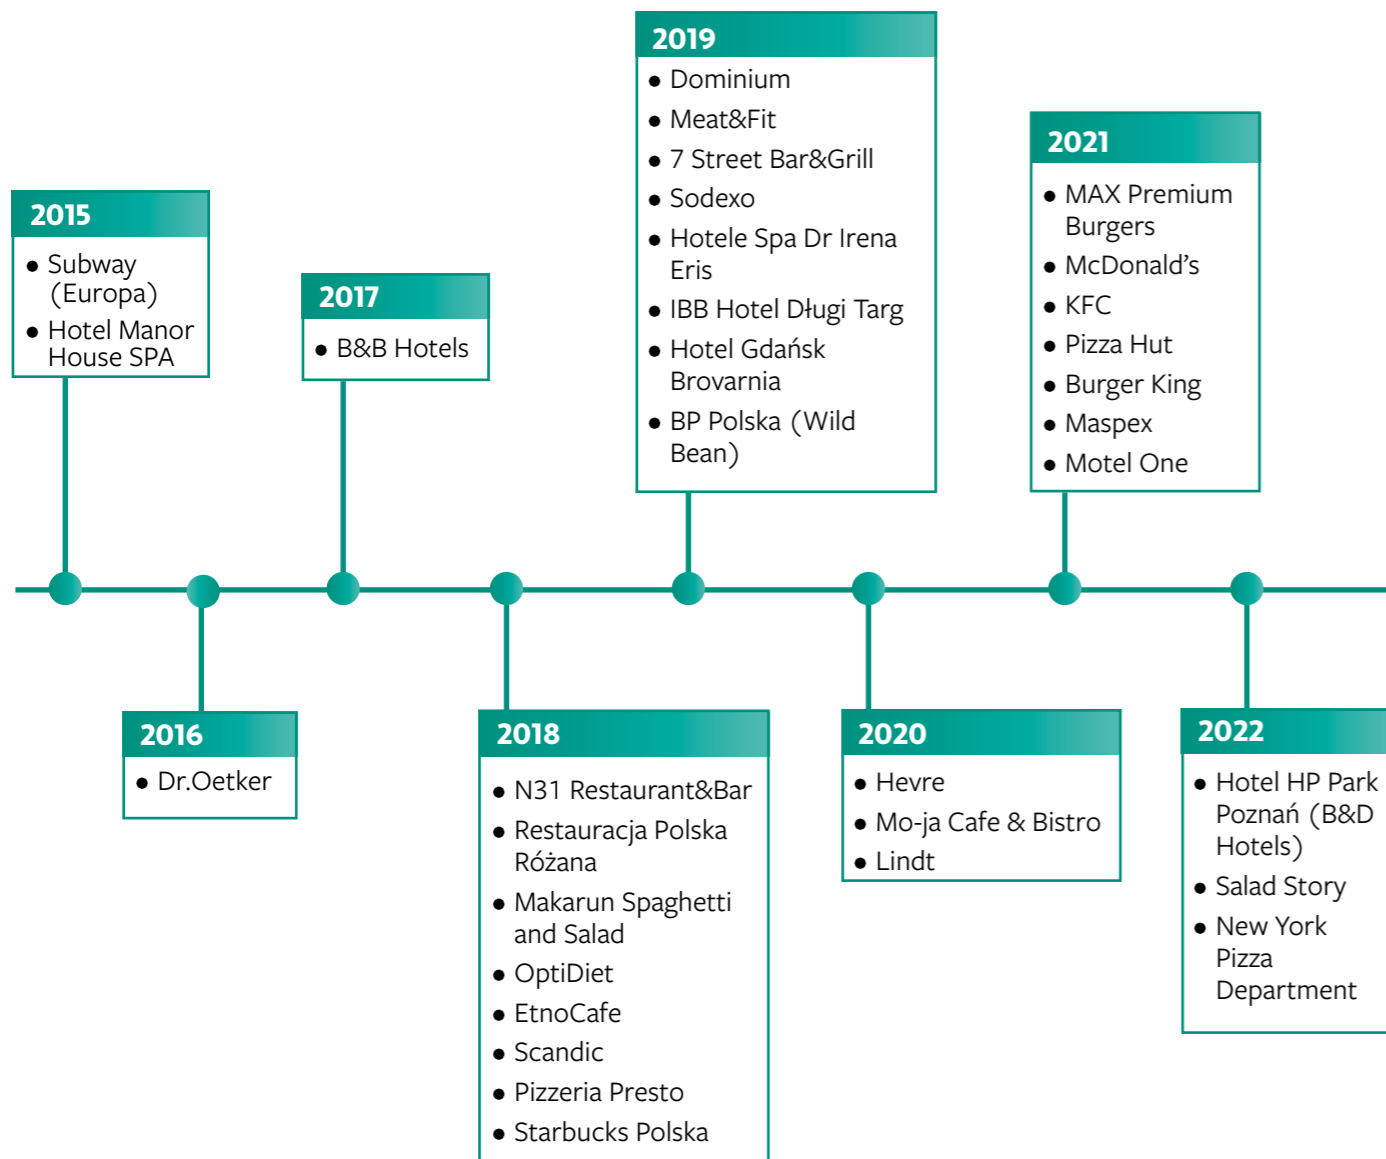 2015
● Subway
(Europa)
● Hotel Manor
House SPA
2016
● Dr.Oetker
2017
● B&B Hotels
2018
● N31 Restaurant&Bar
● Restauracja Polska
Różana
● Makarun Spaghetti
and Salad
● OptiDiet
● EtnoCafe
● Scandic
● Pizzeria Presto
● Starbucks Polska
2019
● Dominium
● Meat&Fit
● 7 Street Bar&Grill
● Sodexo
● Hotele Spa Dr Irena
Eris
● IBB Hotel Długi Targ
● Hotel Gdańsk
Brovarnia
● BP Polska (Wild
Bean)
2020
● Hevre
● Mo-ja Cafe & Bistro
● Lindt
2021
● MAX Premium
Burgers
● McDonald’s
● KFC
● Pizza Hut
● Burger King
● Maspex
● Motel One
2022
● Hotel HP Park
Poznań (B&D
Hotels)
● Salad Story
● New York
Pizza
Department